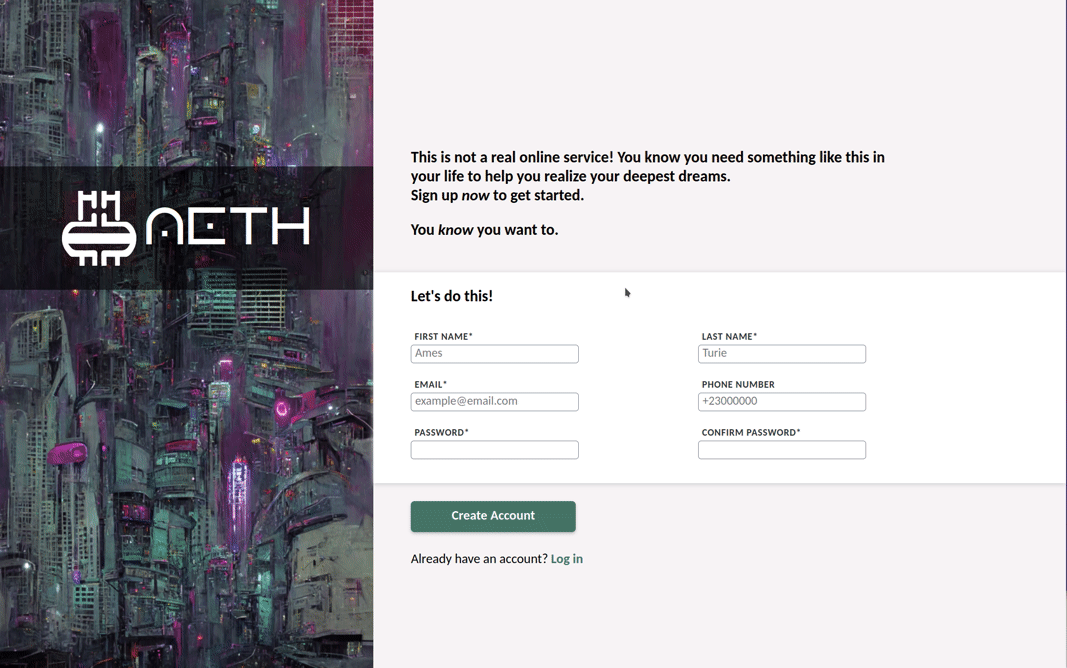 AETH
This is not a real online service! You know you need something like this in
your life to help you realize your deepest dreams.
Sign up now to get started.
You know you want to.
Let's do this!
FIRST NAME*
LAST NAME*
Ames
Turie
EMAIL*
PHONE NUMBER
example@email.com
+23000000
PASSWORD*
CONFIRM PASSWORD*
Create Account
Already have an account? Log in